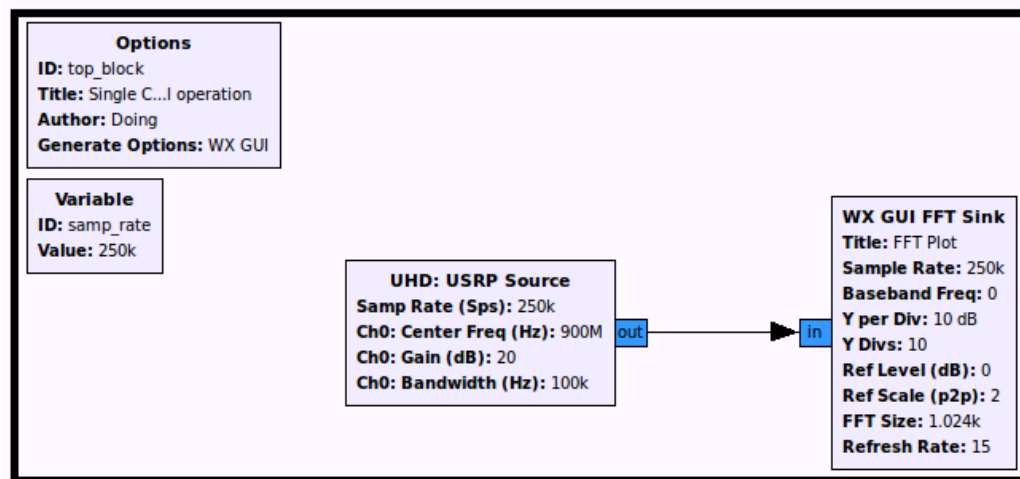 Options
ID: top_block
Title: Single C...l operation
Author: Doing
Generate Options: WX GUI
Variable
ID: samp_rate
Value: 250k
UHD: USRP Source
Samp Rate (Sps): 250k
Ch0: Center Freq (Hz): 900M
Ch0: Gain (dB): 20
Ch0: Bandwidth (Hz): 100k
out
in
WX GUI FFT Sink
Title: FFT Plot
Sample Rate: 250k
Baseband Freq: 0
Y per Div: 10 dB
Y Divs: 10
Ref Level (dB): 0
Ref Scale (p2p): 2
FFT Size: 1.024k
Refresh Rate: 15